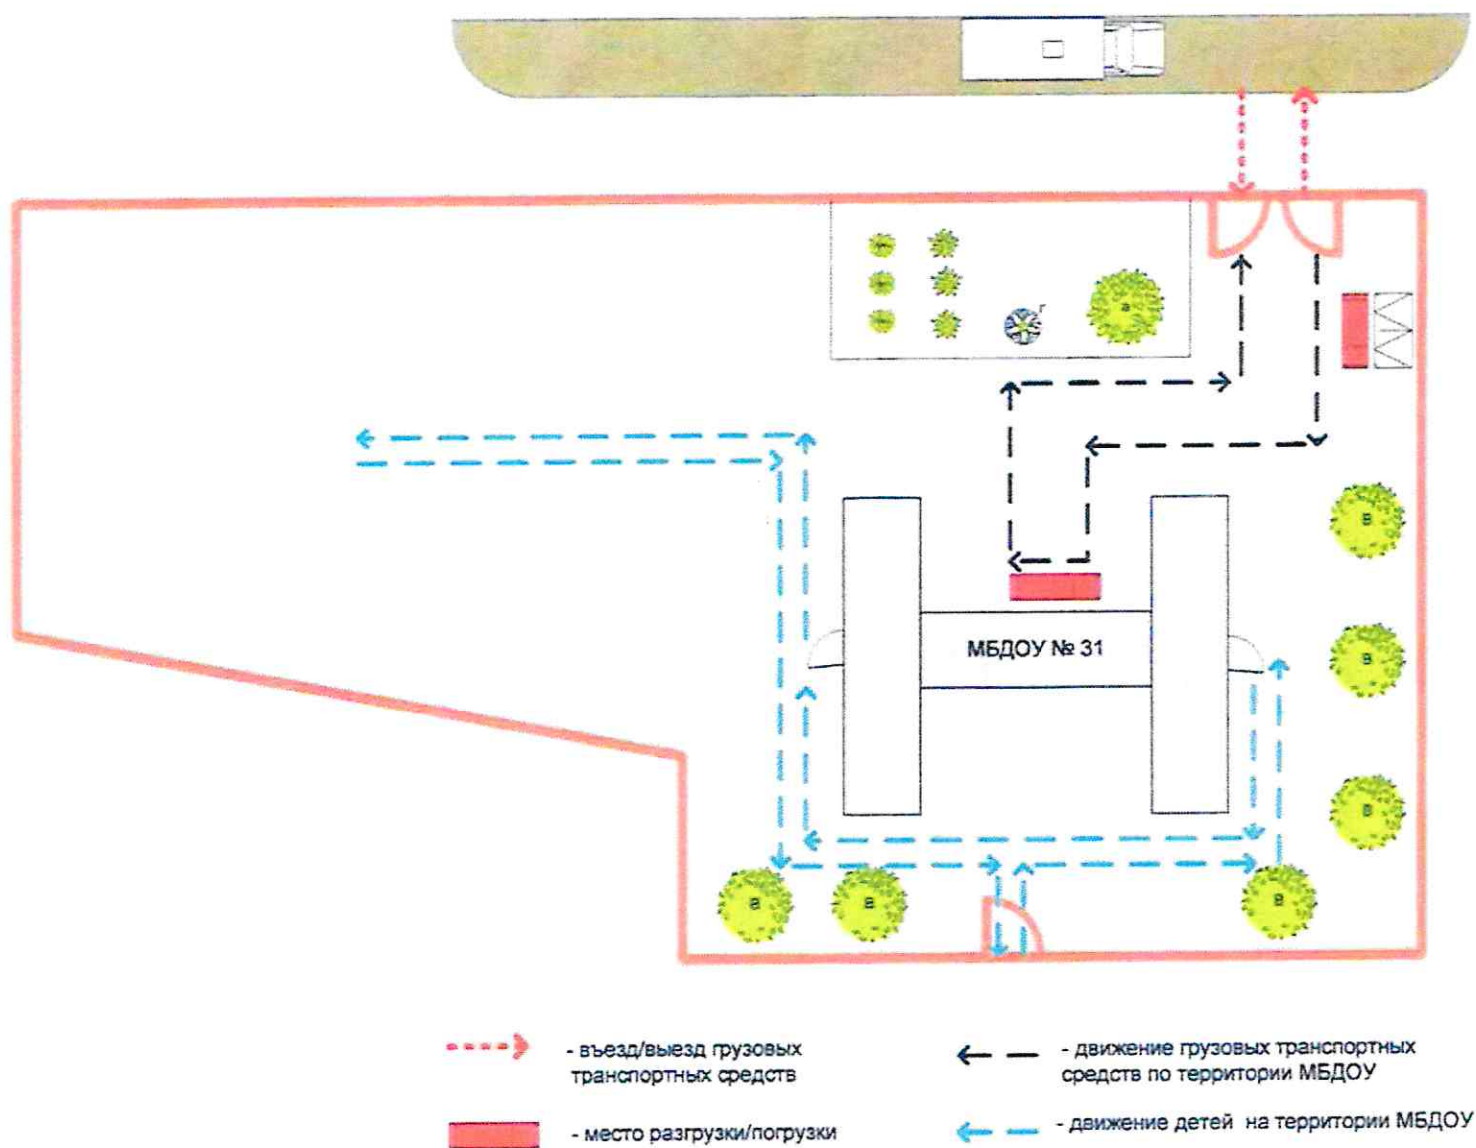 г
в
МБДОУ № 31
в
в
в
в
в
в
- въезд/выезд грузовых
транспортных средств
- движение грузовых транспортных
средств по территории МБДОУ
- место разгрузки/погрузки
- движение детей на территории МБДОУ